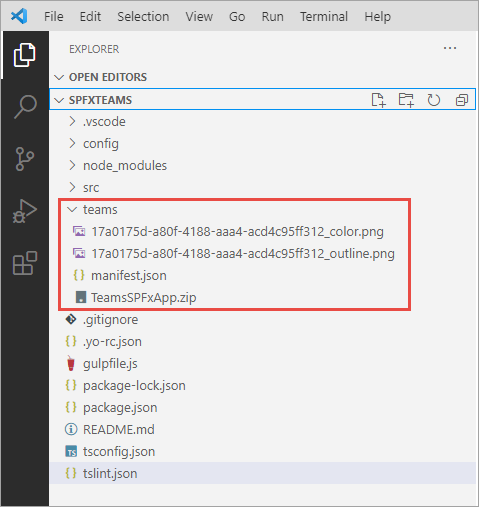 File Edit Selection View Go Run Terminal Help
EXPLORER
OPEN EDITORS
SPFXTEAMS
.vscode
config
node_modules
src
teams
17a0175d-a80f-4188-aaa4-acd4c95ff312_color.png
17a0175d-a80f-4188-aaa4-acd4c95ff312_outline.png
{} manifest.json
TeamsSPFxApp.zip
.gitignore
{} .yo-rc.json
gulpfile.js
{} package-lock.json
{} package.json
README.md
TS tsconfig.json
{} tslint.json